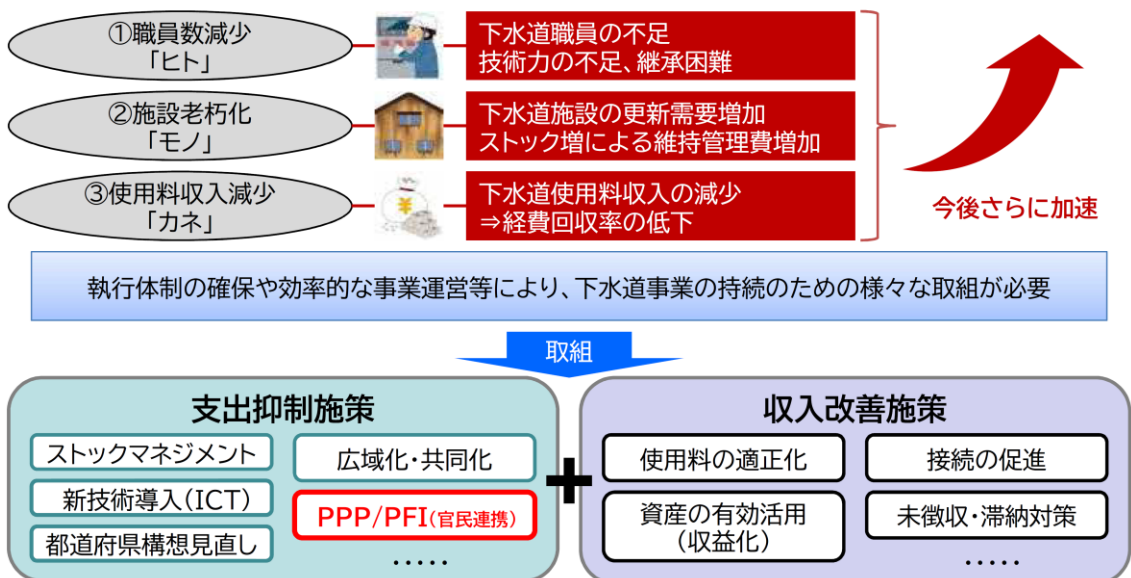 ①職員数減少
「ヒト」
下水道職員の不足
技術力の不足、継承困難
②施設老朽化
「モノ」
下水道施設の更新需要増加
ストック増による維持管理費増加
③使用料収入減少
「カネ」
¥
下水道使用料収入の減少
⇒経費回収率の低下
今後さらに加速
執行体制の確保や効率的な事業運営等により、下水道事業の持続のための様々な取組が必要
取組
支出抑制施策
ストックマネジメント
新技術導入(ICT)
都道府県構想見直し
広域化・共同化
PPP/PFI(官民連携)
・・・・・
+
収入改善施策
使用料の適正化
資産の有効活用
(収益化)
接続の促進
未徴収・滞納対策
・・・・・